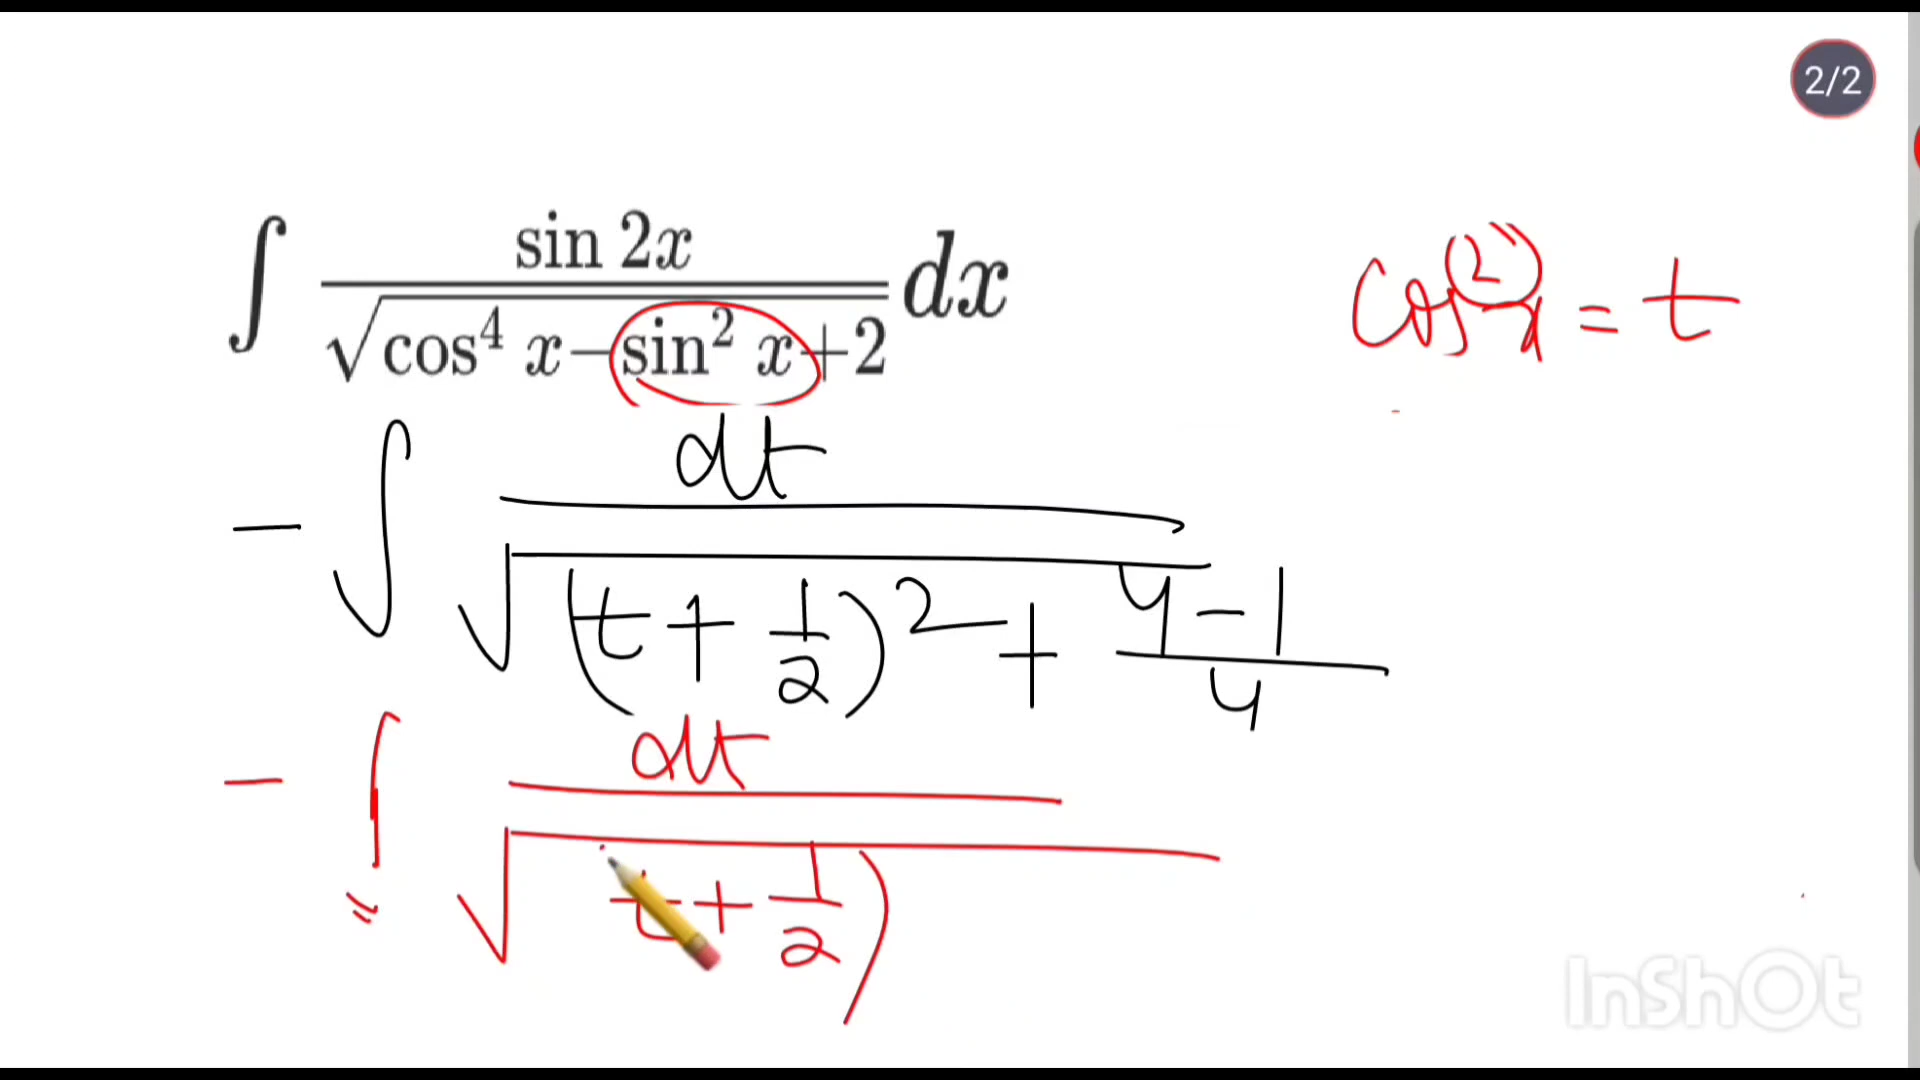 2/2
∫ sin 2x / √(cos⁴ x − sin² x + 2) dx
cos² x = t
− ∫ dt / √((t + 1/2)² + (4 − 1)/4)
− ∫ dt / √( t + 1/2)
InShOt